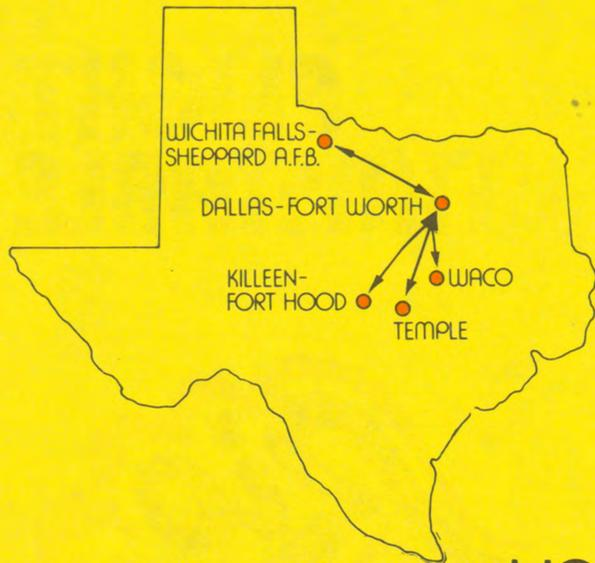 WICHITA FALLS-
SHEPPARD A.F.B.
DALLAS-FORT WORTH
KILLEEN-
FORT HOOD
WACO
TEMPLE